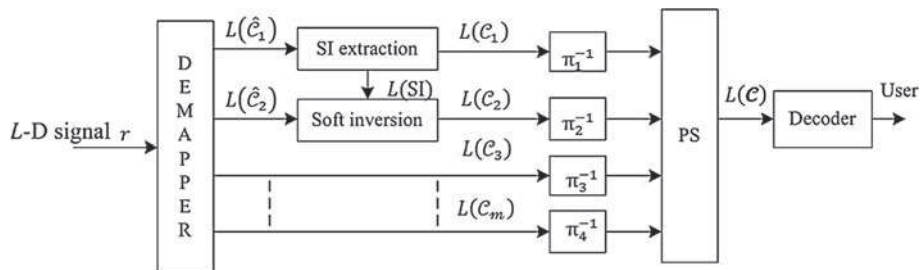 L(Ĉ₁)
SI extraction
L(C₁)
π₁⁻¹
L(SI)
L(Ĉ₂)
Soft inversion
L(C₂)
π₂⁻¹
L-D signal r
DEMAPPER
L(C₃)
π₃⁻¹
L(Cₘ)
π₄⁻¹
PS
L(C)
Decoder
User